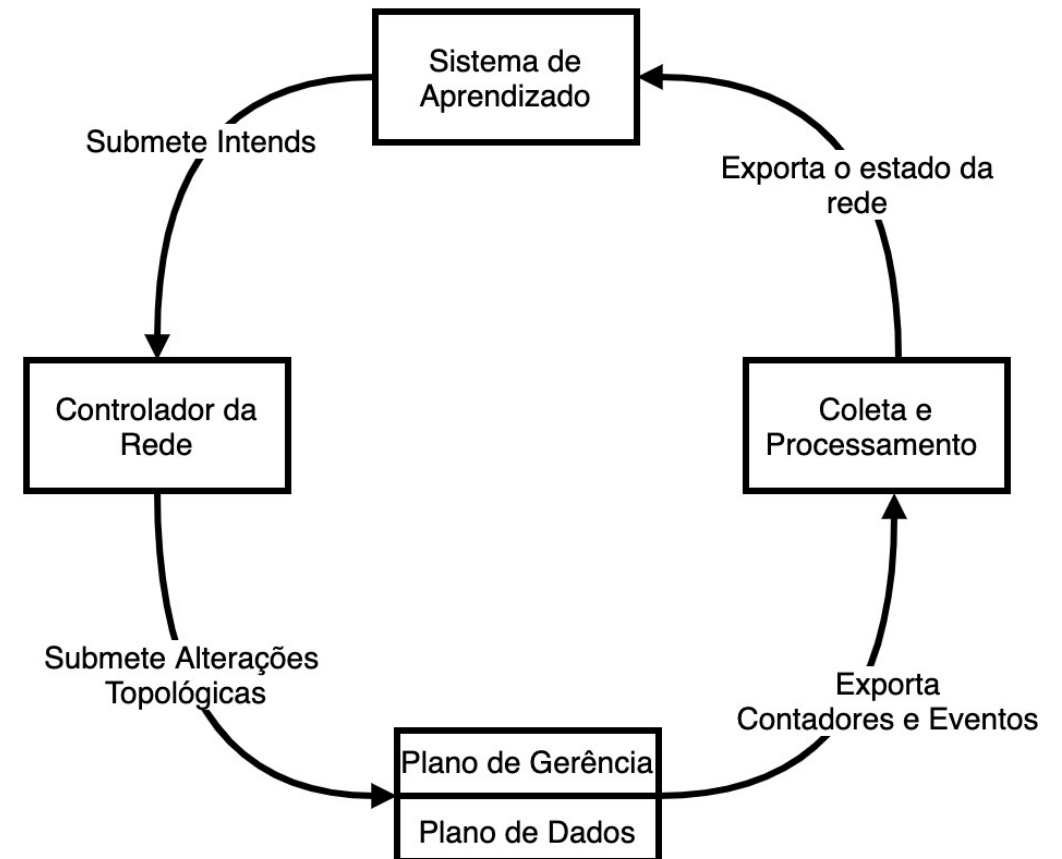 Sistema de
Aprendizado
Submete Intends
Exporta o estado da
rede
Controlador da
Rede
Coleta e
Processamento
Submete Alterações
Topológicas
Exporta
Contadores e Eventos
Plano de Gerência
Plano de Dados